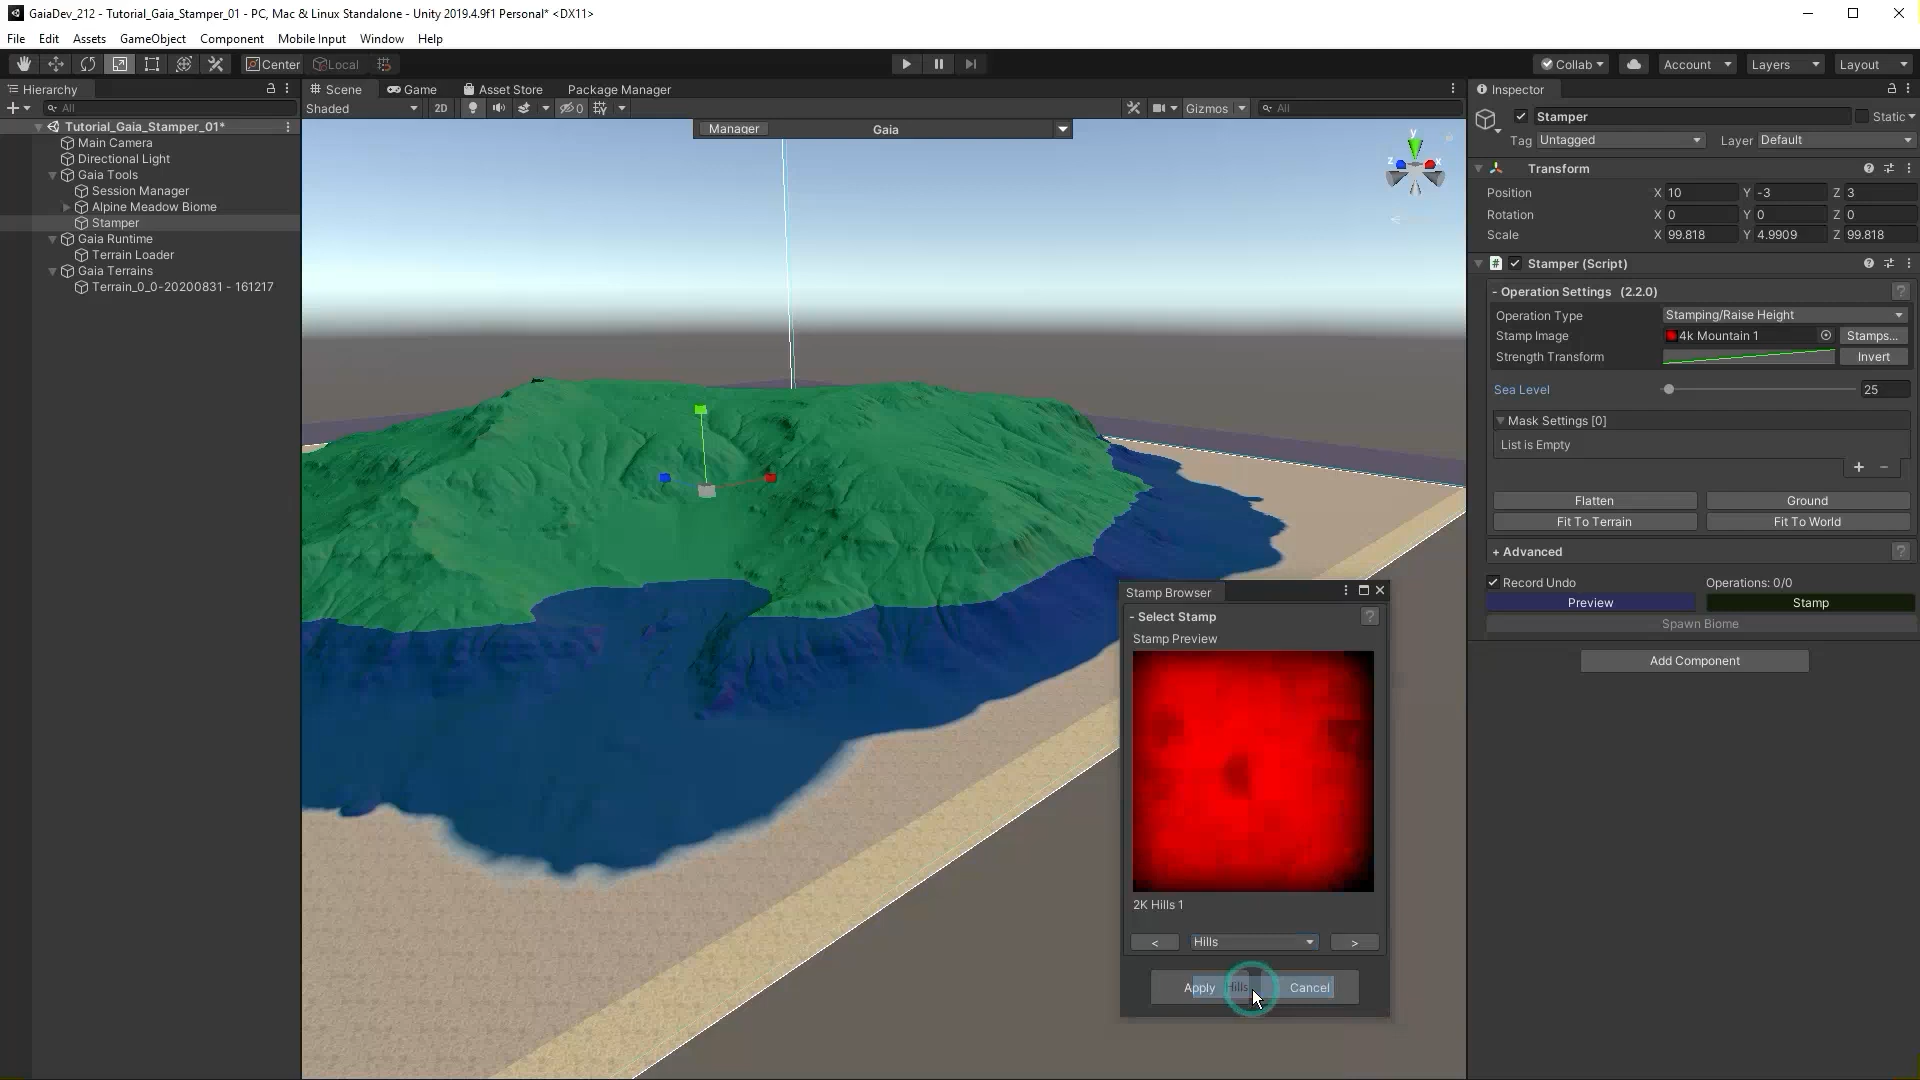 GaiaDev_212 - Tutorial_Gaia_Stamper_01 - PC, Mac & Linux Standalone - Unity 2019.4.9f1 Personal* <DX11>
File Edit Assets GameObject Component Mobile Input Window Help
Center Local Collab Account Layers Layout
Hierarchy
All
Tutorial_Gaia_Stamper_01*
Main Camera
Directional Light
Gaia Tools
Session Manager
Alpine Meadow Biome
Stamper
Gaia Runtime
Terrain Loader
Gaia Terrains
Terrain_0_0-20200831 - 161217
Scene Game Asset Store Package Manager
Shaded 2D 0 Gizmos All
Manager Gaia
y
z x
Inspector
Stamper Static
Tag Untagged Layer Default
Transform
Position X 10 Y -3 Z 3
Rotation X 0 Y 0 Z 0
Scale X 99.818 Y 4.9909 Z 99.818
# Stamper (Script)
- Operation Settings (2.2.0) ?
Operation Type Stamping/Raise Height
Stamp Image 4k Mountain 1 Stamps...
Strength Transform Invert
Sea Level 25
Mask Settings [0]
List is Empty
+ −
Flatten Ground
Fit To Terrain Fit To World
+ Advanced ?
Record Undo Operations: 0/0
Preview Stamp
Spawn Biome
Add Component
Stamp Browser
- Select Stamp ?
Stamp Preview
2K Hills 1
< Hills >
Apply Hills Cancel